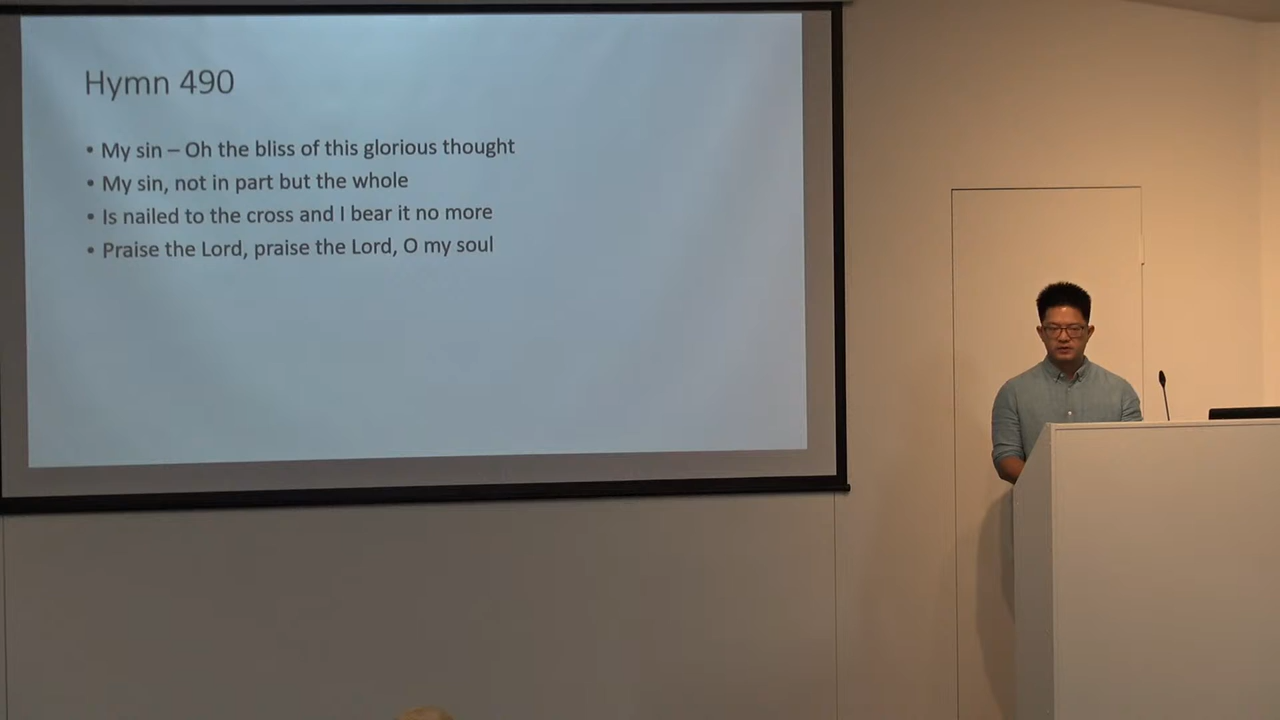 Hymn 490
• My sin – Oh the bliss of this glorious thought
• My sin, not in part but the whole
• Is nailed to the cross and I bear it no more
• Praise the Lord, praise the Lord, O my soul